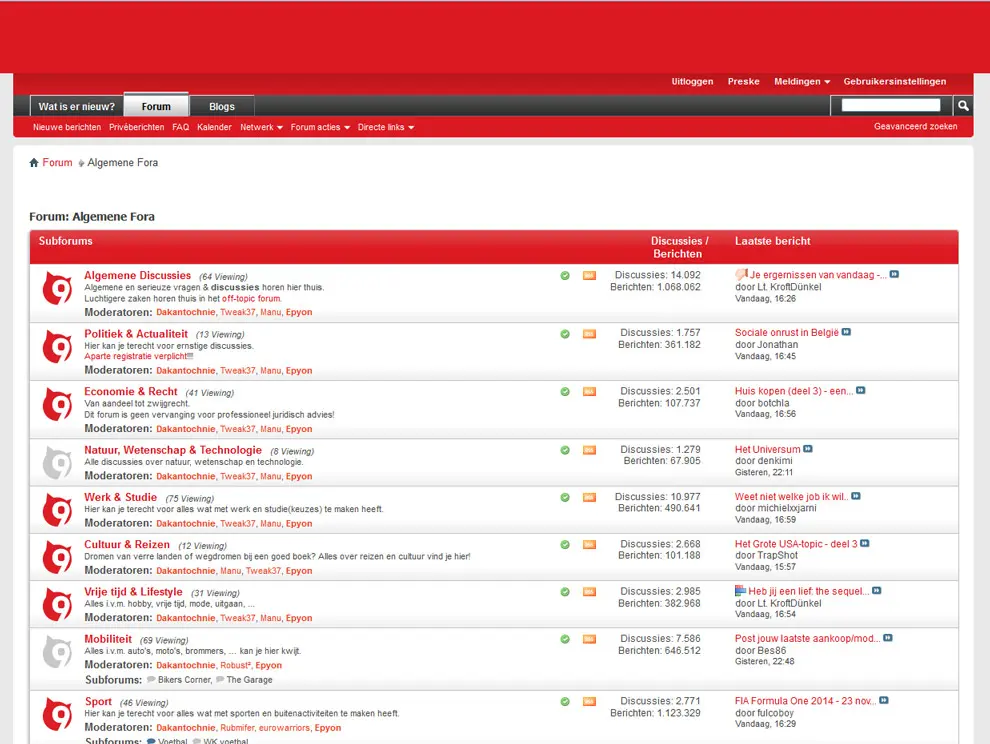 Uitloggen Preske Meldingen Gebruikersinstellingen
Wat is er nieuw? Forum Blogs
Nieuwe berichten Privéberichten FAQ Kalender Netwerk Forum acties Directe links Geavanceerd zoeken
Forum Algemene Fora
Forum: Algemene Fora
Subforums Discussies / Berichten Laatste bericht
Algemene Discussies (64 Viewing)
Algemene en serieuze vragen & discussies horen hier thuis.
Luchtigere zaken horen thuis in het off-topic forum.
Moderatoren: Dakantochnie, Tweak37, Manu, Epyon
Discussies: 14.092
Berichten: 1.068.062
Je ergernissen van vandaag -...
door Lt. KroftDünkel
Vandaag, 16:26
Politiek & Actualiteit (13 Viewing)
Hier kan je terecht voor ernstige discussies.
Aparte registratie verplicht!!!
Moderatoren: Dakantochnie, Tweak37, Manu, Epyon
Discussies: 1.757
Berichten: 361.182
Sociale onrust in België
door Jonathan
Vandaag, 16:45
Economie & Recht (41 Viewing)
Van aandeel tot zwijgrecht.
Dit forum is geen vervanging voor professioneel juridisch advies!
Moderatoren: Dakantochnie, Tweak37, Manu, Epyon
Discussies: 2.501
Berichten: 107.737
Huis kopen (deel 3) - een...
door botchla
Vandaag, 16:56
Natuur, Wetenschap & Technologie (8 Viewing)
Alle discussies over natuur, wetenschap en technologie.
Moderatoren: Dakantochnie, Tweak37, Manu, Epyon
Discussies: 1.279
Berichten: 67.905
Het Universum
door denkimi
Gisteren, 22:11
Werk & Studie (75 Viewing)
Hier kan je terecht voor alles wat met werk en studie(keuzes) te maken heeft.
Moderatoren: Dakantochnie, Tweak37, Manu, Epyon
Discussies: 10.977
Berichten: 490.641
Weet niet welke job ik wil..
door michielxxjarni
Vandaag, 16:59
Cultuur & Reizen (12 Viewing)
Dromen van verre landen of wegdromen bij een goed boek? Alles over reizen en cultuur vind je hier!
Moderatoren: Dakantochnie, Manu, Tweak37, Epyon
Discussies: 2.668
Berichten: 101.188
Het Grote USA-topic - deel 3
door TrapShot
Vandaag, 15:57
Vrije tijd & Lifestyle (31 Viewing)
Alles i.v.m. hobby, vrije tijd, mode, uitgaan, ...
Moderatoren: Dakantochnie, Tweak37, Manu, Epyon
Discussies: 2.985
Berichten: 382.968
Heb jij een lief: the sequel...
door Lt. KroftDünkel
Vandaag, 16:54
Mobiliteit (69 Viewing)
Alles i.v.m. auto's, moto's, brommers, ... kan je hier kwijt.
Moderatoren: Dakantochnie, Robust², Epyon
Subforums: Bikers Corner, The Garage
Discussies: 7.586
Berichten: 646.512
Post jouw laatste aankoop/mod...
door Bes86
Gisteren, 22:48
Sport (46 Viewing)
Hier kan je terecht voor alles wat met sporten en buitenactiviteiten te maken heeft.
Moderatoren: Dakantochnie, Rubmifer, eurowarriors, Epyon
Subforums: Voetbal, WK voetbal
Discussies: 2.771
Berichten: 1.123.329
FIA Formula One 2014 - 23 nov...
door fulcoboy
Vandaag, 16:29